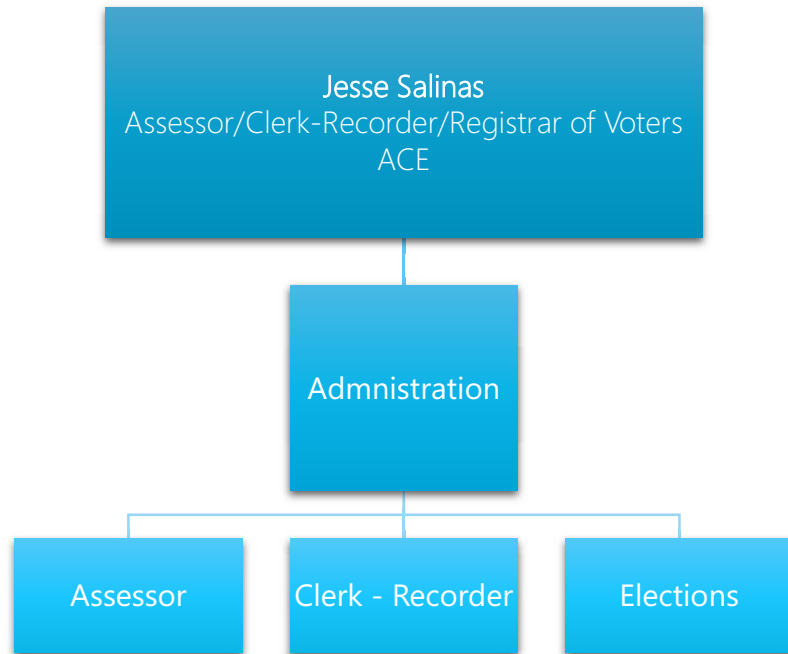 Jesse Salinas
Assessor/Clerk-Recorder/Registrar of Voters
ACE
Admnistration
Assessor
Clerk - Recorder
Elections